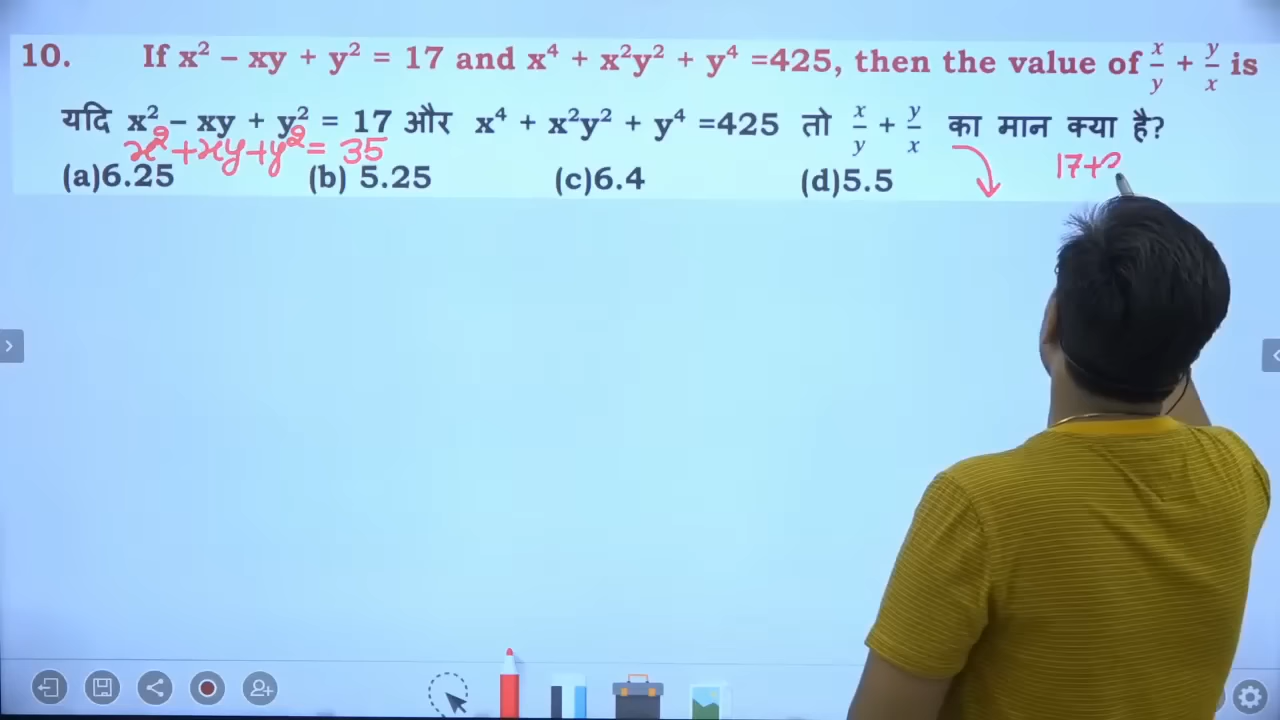 10. If x² – xy + y² = 17 and x⁴ + x²y² + y⁴ =425, then the value of x/y + y/x is
यदि x² – xy + y² = 17 और x⁴ + x²y² + y⁴ =425 तो x/y + y/x का मान क्या है?
x²+xy+y² = 35
17+
(a)6.25 (b) 5.25 (c)6.4 (d)5.5